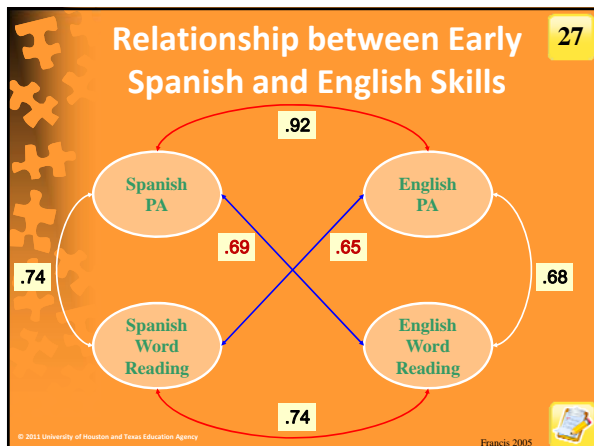 Relationship between Early
Spanish and English Skills
27
.92
Spanish
PA
English
PA
.69
.65
.74
.68
Spanish
Word
Reading
English
Word
Reading
.74
© 2011 University of Houston and Texas Education Agency
Francis 2005